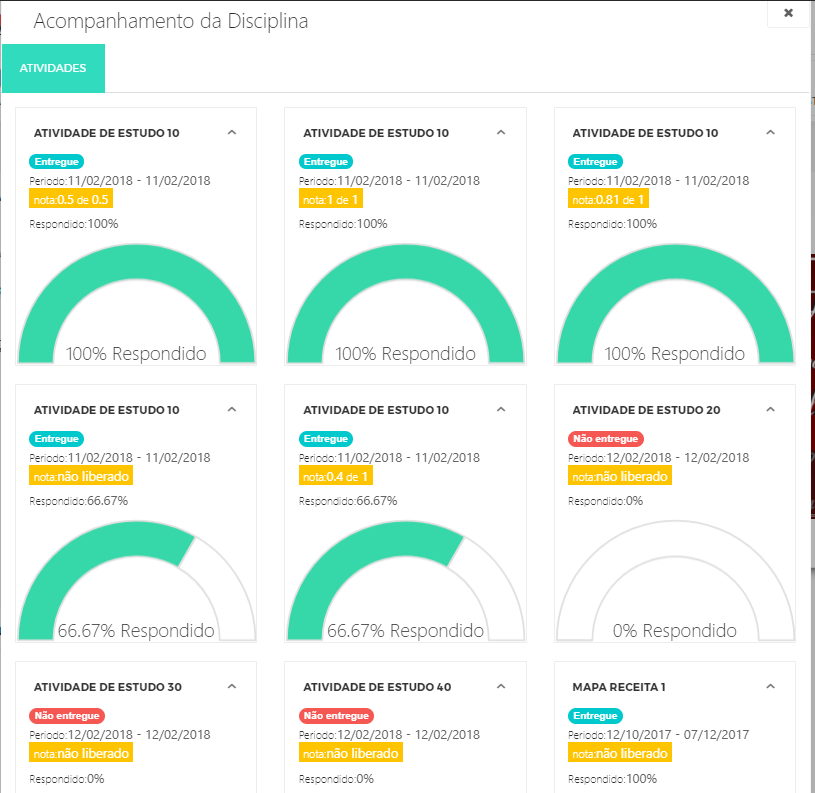 Acompanhamento da Disciplina
ATIVIDADES
ATIVIDADE DE ESTUDO 10
Entregue
Periodo:11/02/2018 - 11/02/2018
nota:0.5 de 0.5
Respondido:100%
100% Respondido
ATIVIDADE DE ESTUDO 10
Entregue
Periodo:11/02/2018 - 11/02/2018
nota:1 de 1
Respondido:100%
100% Respondido
ATIVIDADE DE ESTUDO 10
Entregue
Periodo:11/02/2018 - 11/02/2018
nota:0.81 de 1
Respondido:100%
100% Respondido
ATIVIDADE DE ESTUDO 10
Entregue
Periodo:11/02/2018 - 11/02/2018
nota:não liberado
Respondido:66.67%
66.67% Respondido
ATIVIDADE DE ESTUDO 10
Entregue
Periodo:11/02/2018 - 11/02/2018
nota:0.4 de 1
Respondido:66.67%
66.67% Respondido
ATIVIDADE DE ESTUDO 20
Não entregue
Periodo:12/02/2018 - 12/02/2018
nota:não liberado
Respondido:0%
0% Respondido
ATIVIDADE DE ESTUDO 30
Não entregue
Periodo:12/02/2018 - 12/02/2018
nota:não liberado
Respondido:0%
ATIVIDADE DE ESTUDO 40
Não entregue
Periodo:12/02/2018 - 12/02/2018
nota:não liberado
Respondido:0%
MAPA RECEITA 1
Entregue
Periodo:12/10/2017 - 07/12/2017
nota:não liberado
Respondido:100%